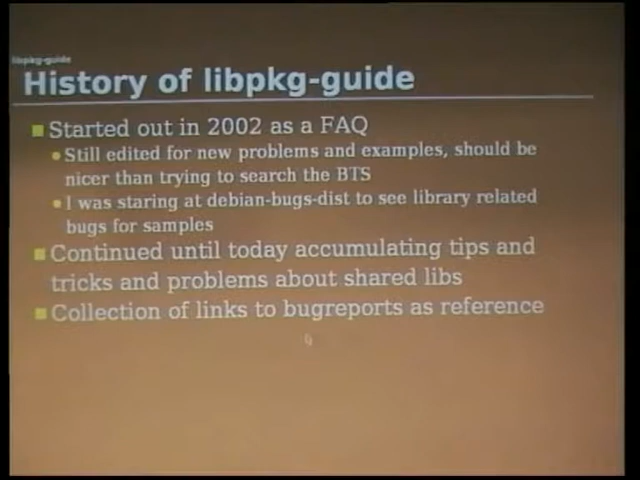 libpkg-guide
History of libpkg-guide
Started out in 2002 as a FAQ
Still edited for new problems and examples, should be
nicer than trying to search the BTS
I was staring at debian-bugs-dist to see library related
bugs for samples
Continued until today accumulating tips and
tricks and problems about shared libs
Collection of links to bugreports as reference